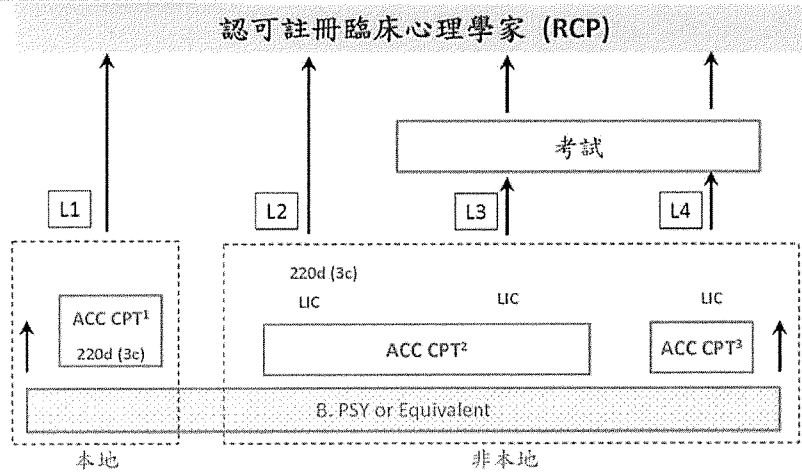 認可註冊臨床心理學家 (RCP)
考試
L1
L2
L3
L4
220d (3c)
LIC
LIC
LIC
ACC CPT¹
220d (3c)
ACC CPT²
ACC CPT³
B. PSY or Equivalent
本地
非本地